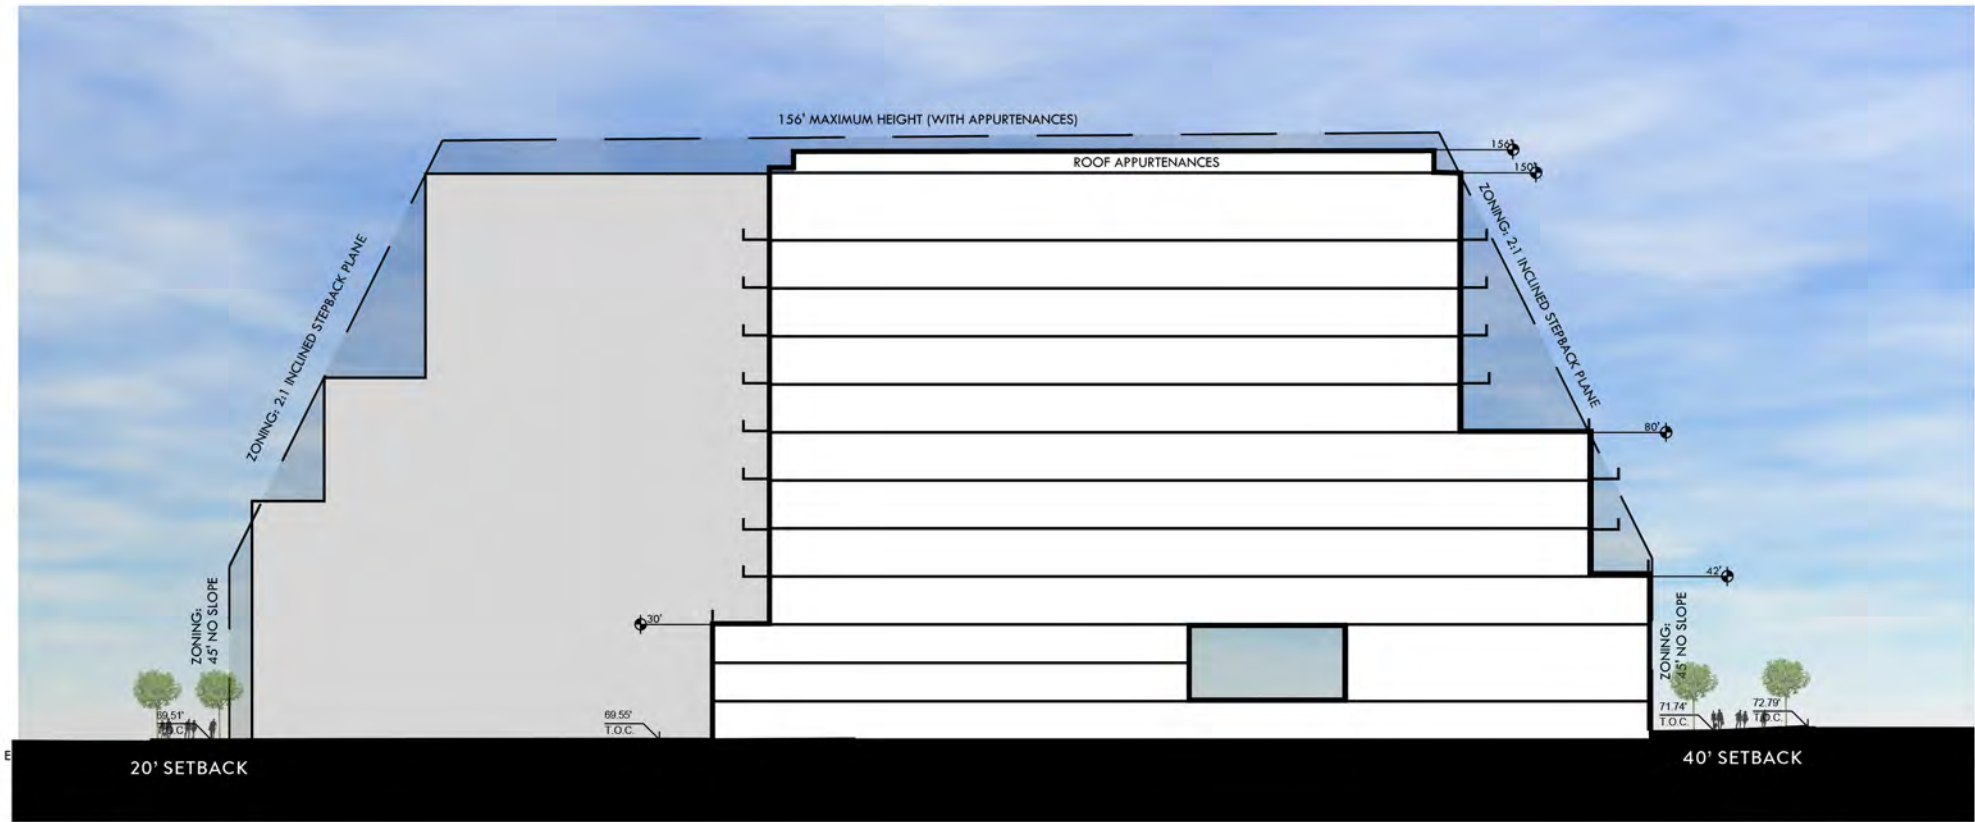 156' MAXIMUM HEIGHT (WITH APPURTENANCES)
156'
ROOF APPURTENANCES
150'
ZONING: 2:1 INCLINED STEPBACK PLANE
ZONING: 2:1 INCLINED STEPBACK PLANE
80'
42'
ZONING:
45' NO SLOPE
30'
ZONING:
45' NO SLOPE
69.51'
T.O.C.
69.55'
T.O.C.
71.74'
T.O.C.
72.79'
T.O.C.
E
20' SETBACK
40' SETBACK